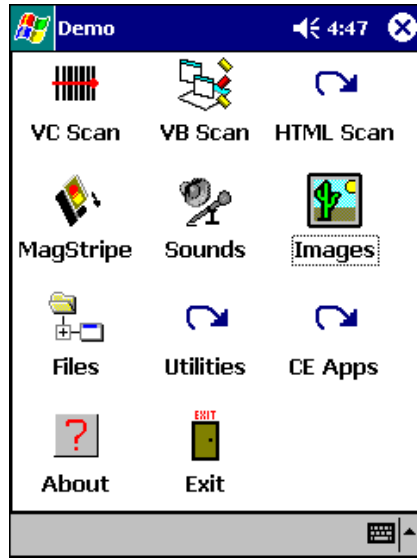 Demo 4:47
VC Scan VB Scan HTML Scan
MagStripe Sounds Images
Files Utilities CE Apps
?
EXIT
About Exit